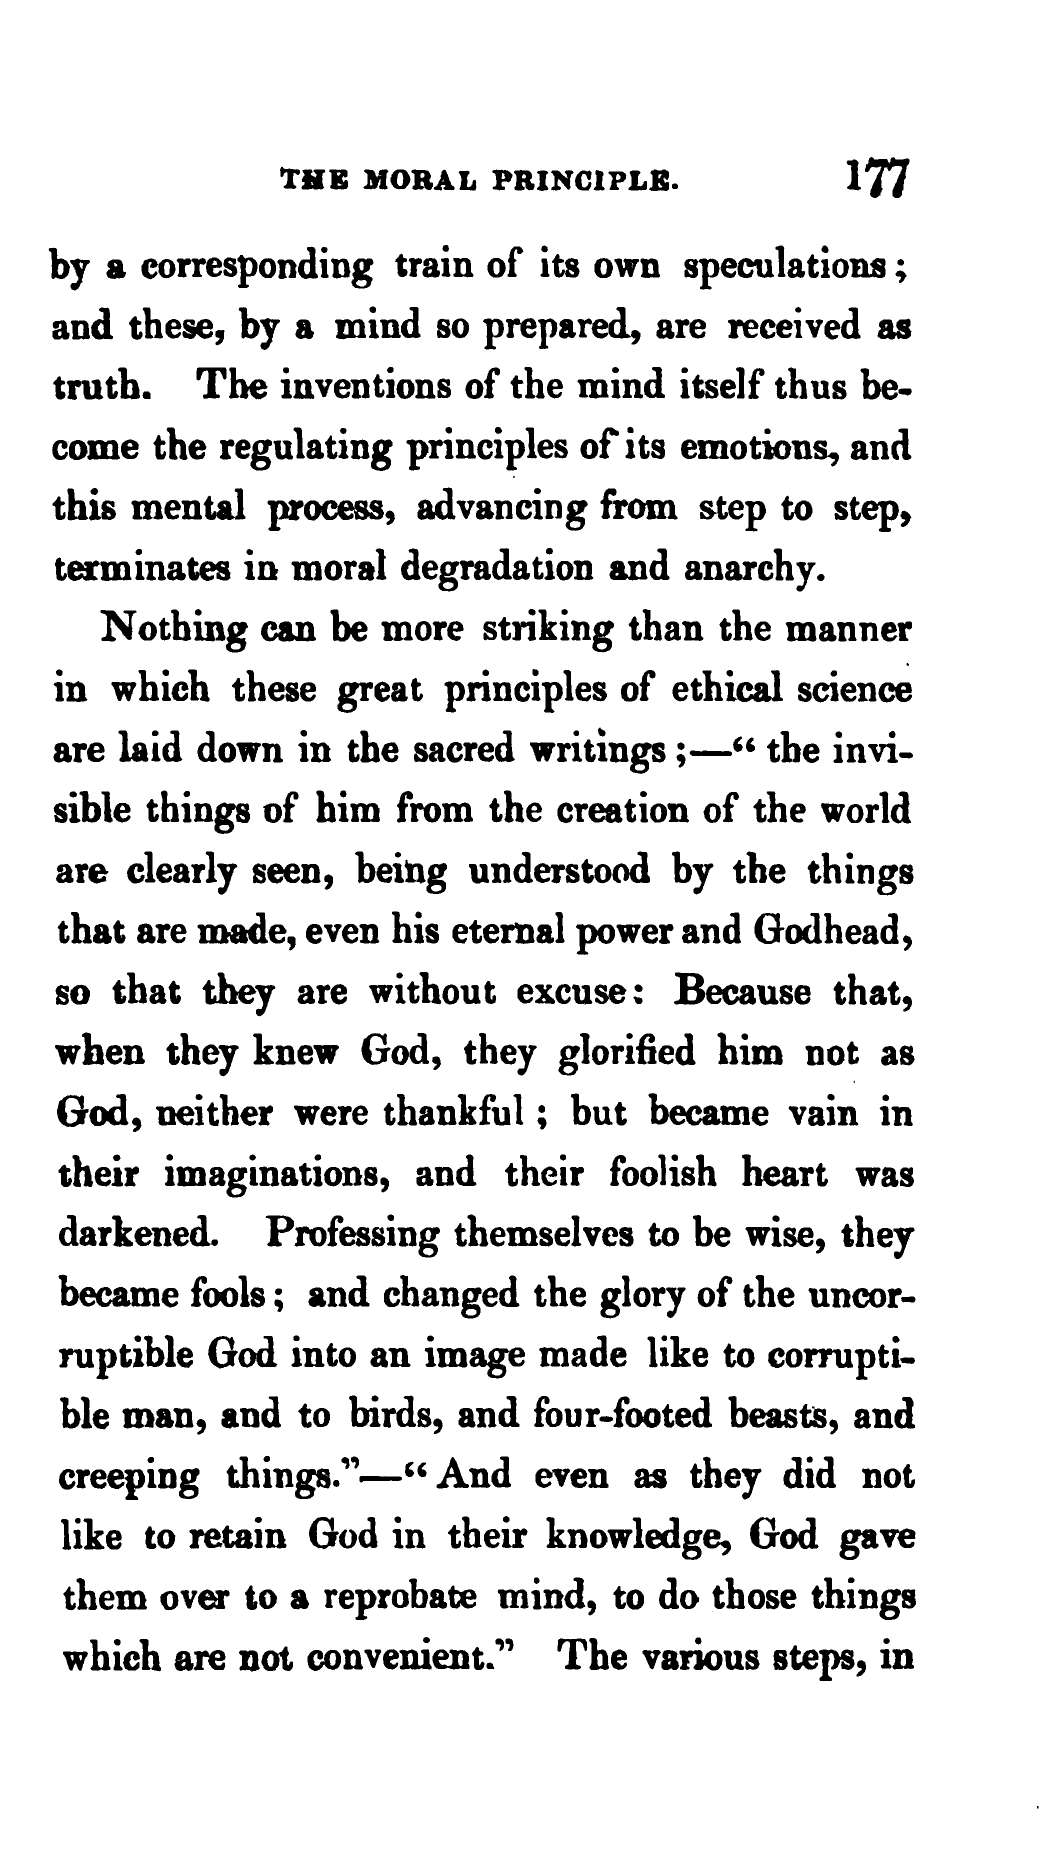 THE MORAL PRINCIPLE. 177
by a corresponding train of its own speculations ;
and these, by a mind so prepared, are received as
truth. The inventions of the mind itself thus be-
come the regulating principles of its emotions, and
this mental process, advancing from step to step,
terminates in moral degradation and anarchy.
Nothing can be more striking than the manner
in which these great principles of ethical science
are laid down in the sacred writings ;—“ the invi-
sible things of him from the creation of the world
are clearly seen, being understood by the things
that are made, even his eternal power and Godhead,
so that they are without excuse: Because that,
when they knew God, they glorified him not as
God, neither were thankful ; but became vain in
their imaginations, and their foolish heart was
darkened. Professing themselves to be wise, they
became fools ; and changed the glory of the uncor-
ruptible God into an image made like to corrupti-
ble man, and to birds, and four-footed beasts, and
creeping things.”—“ And even as they did not
like to retain God in their knowledge, God gave
them over to a reprobate mind, to do those things
which are not convenient.” The various steps, in